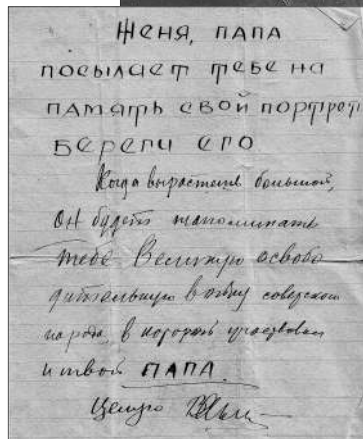 Женя, ПАПА
посылает тебе на
память свой портрет
БЕРЕГИ ЕГО
Когда вырастешь большой,
он будет напоминать
тебе Великую освобо
дительную войну советского
народа, в которой участвовал
и твой ПАПА.
Целую